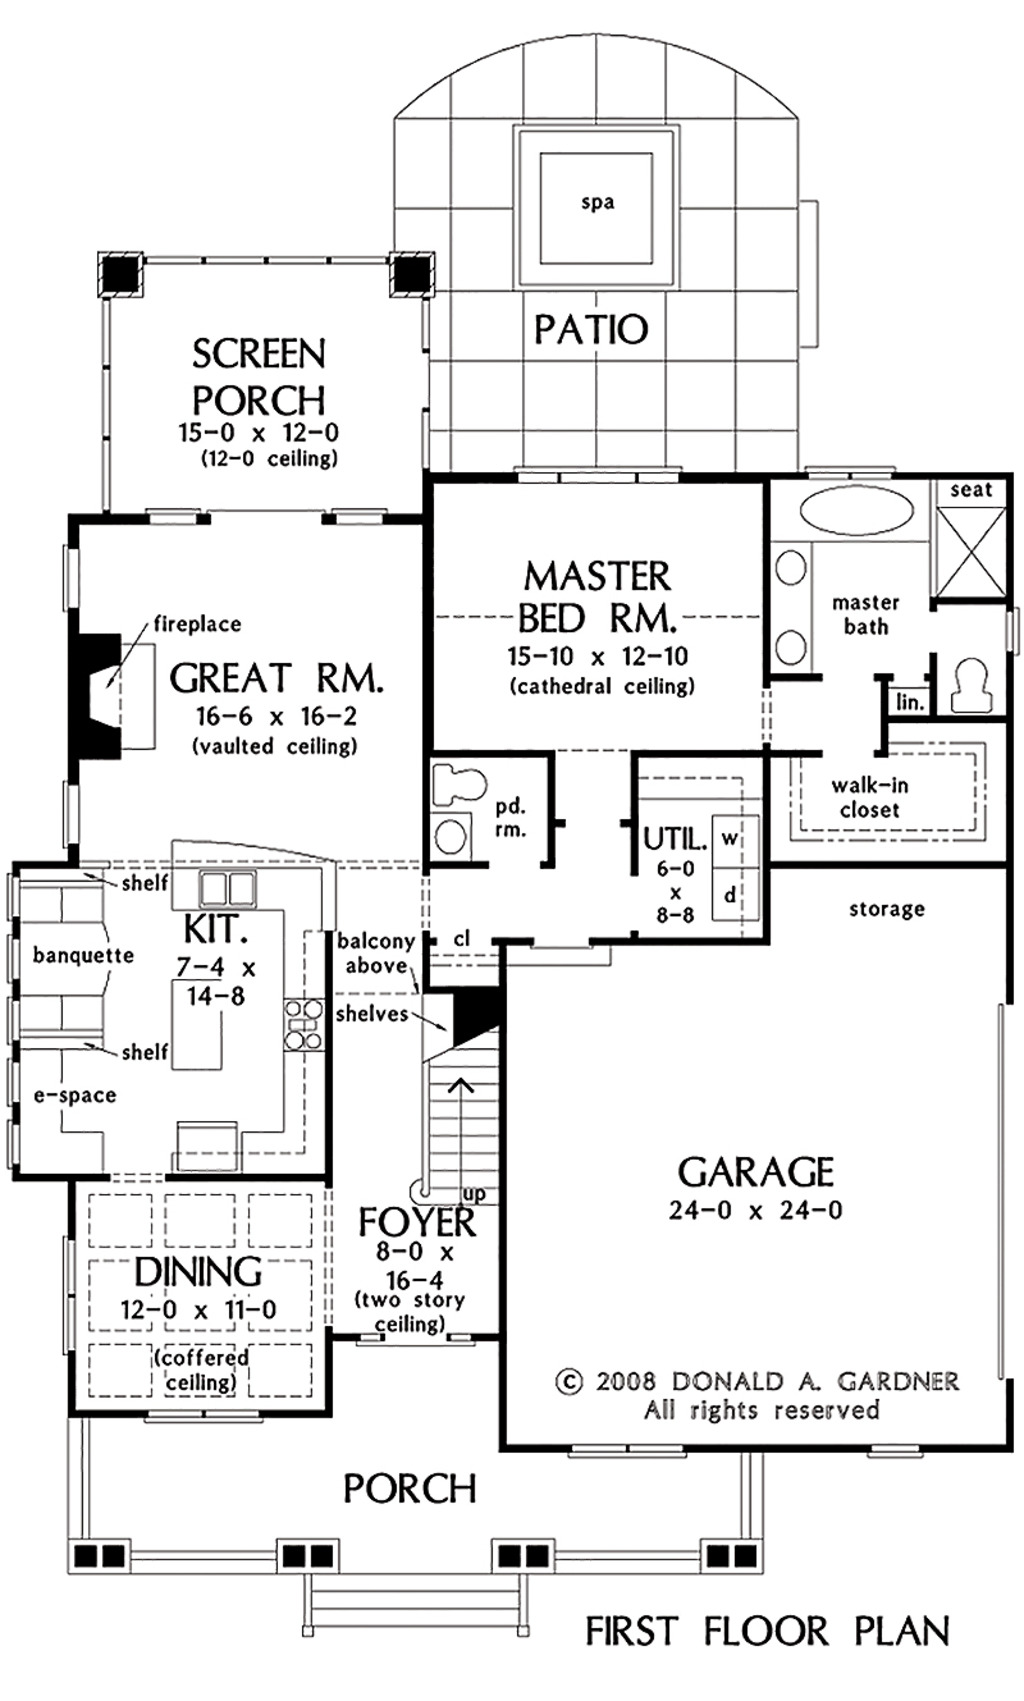 spa
PATIO
SCREEN
PORCH
15-0 x 12-0
(12-0 ceiling)
seat
MASTER
BED RM.
15-10 x 12-10
(cathedral ceiling)
master
bath
lin.
fireplace
GREAT RM.
16-6 x 16-2
(vaulted ceiling)
walk-in
closet
pd.
rm.
UTIL.
6-0
x
8-8
w
d
storage
shelf
KIT.
7-4 x
14-8
banquette
cl
balcony
above
shelves
shelf
e-space
up
FOYER
8-0 x
16-4
(two story
ceiling)
GARAGE
24-0 x 24-0
DINING
12-0 x 11-0
(coffered
ceiling)
© 2008 DONALD A. GARDNER
All rights reserved
PORCH
FIRST FLOOR PLAN